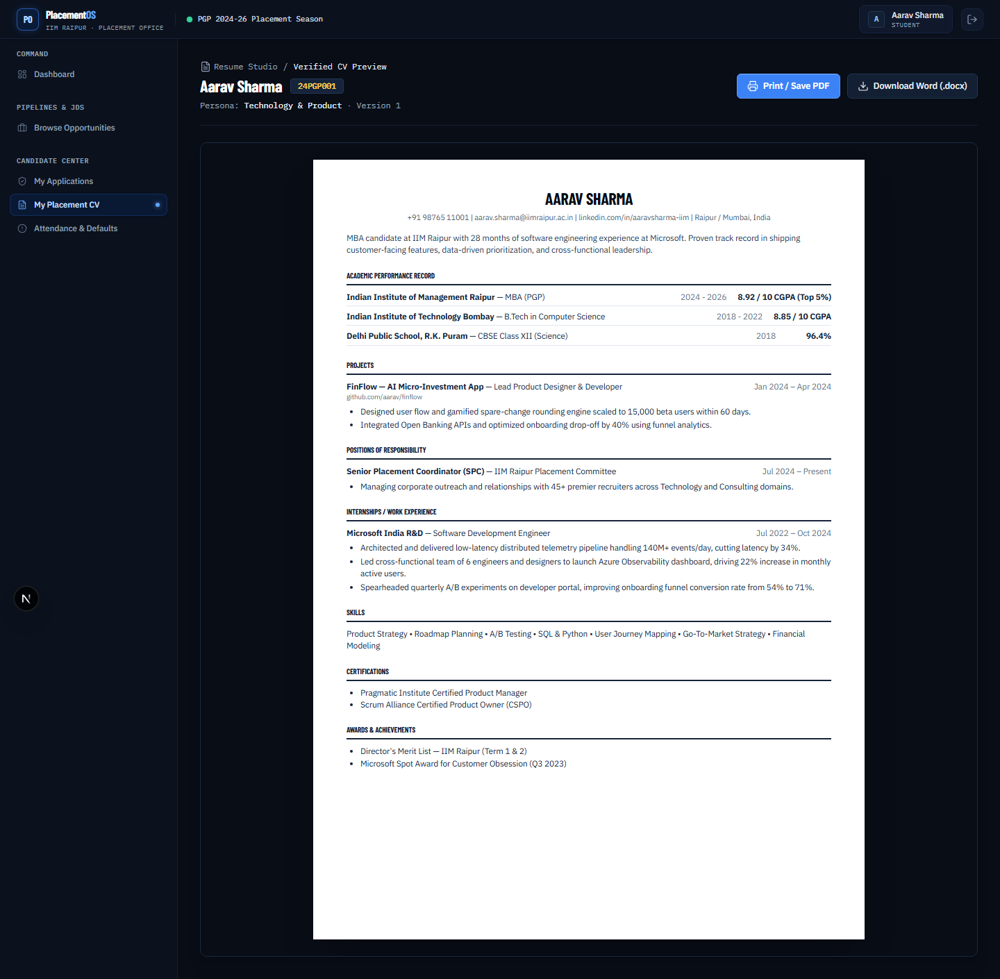 PO
PlacementOS
IIM RAIPUR · PLACEMENT OFFICE
PGP 2024-26 Placement Season
A
Aarav Sharma
STUDENT
COMMAND
Dashboard
PIPELINES & JDS
Browse Opportunities
CANDIDATE CENTER
My Applications
My Placement CV
Attendance & Defaults
N
Resume Studio / Verified CV Preview
Aarav Sharma 24PGP001
Persona: Technology & Product · Version 1
Print / Save PDF
Download Word (.docx)
AARAV SHARMA
+91 98765 11001 | aarav.sharma@iimraipur.ac.in | linkedin.com/in/aaravsharma-iim | Raipur / Mumbai, India
MBA candidate at IIM Raipur with 28 months of software engineering experience at Microsoft. Proven track record in shipping
customer-facing features, data-driven prioritization, and cross-functional leadership.
ACADEMIC PERFORMANCE RECORD
Indian Institute of Management Raipur — MBA (PGP) 2024 - 2026 8.92 / 10 CGPA (Top 5%)
Indian Institute of Technology Bombay — B.Tech in Computer Science 2018 - 2022 8.85 / 10 CGPA
Delhi Public School, R.K. Puram — CBSE Class XII (Science) 2018 96.4%
PROJECTS
FinFlow — AI Micro-Investment App — Lead Product Designer & Developer Jan 2024 – Apr 2024
github.com/aarav/finflow
• Designed user flow and gamified spare-change rounding engine scaled to 15,000 beta users within 60 days.
• Integrated Open Banking APIs and optimized onboarding drop-off by 40% using funnel analytics.
POSITIONS OF RESPONSIBILITY
Senior Placement Coordinator (SPC) — IIM Raipur Placement Committee Jul 2024 – Present
• Managing corporate outreach and relationships with 45+ premier recruiters across Technology and Consulting domains.
INTERNSHIPS / WORK EXPERIENCE
Microsoft India R&D — Software Development Engineer Jul 2022 – Oct 2024
• Architected and delivered low-latency distributed telemetry pipeline handling 140M+ events/day, cutting latency by 34%.
• Led cross-functional team of 6 engineers and designers to launch Azure Observability dashboard, driving 22% increase in monthly
active users.
• Spearheaded quarterly A/B experiments on developer portal, improving onboarding funnel conversion rate from 54% to 71%.
SKILLS
Product Strategy • Roadmap Planning • A/B Testing • SQL & Python • User Journey Mapping • Go-To-Market Strategy • Financial
Modeling
CERTIFICATIONS
• Pragmatic Institute Certified Product Manager
• Scrum Alliance Certified Product Owner (CSPO)
AWARDS & ACHIEVEMENTS
• Director's Merit List — IIM Raipur (Term 1 & 2)
• Microsoft Spot Award for Customer Obsession (Q3 2023)